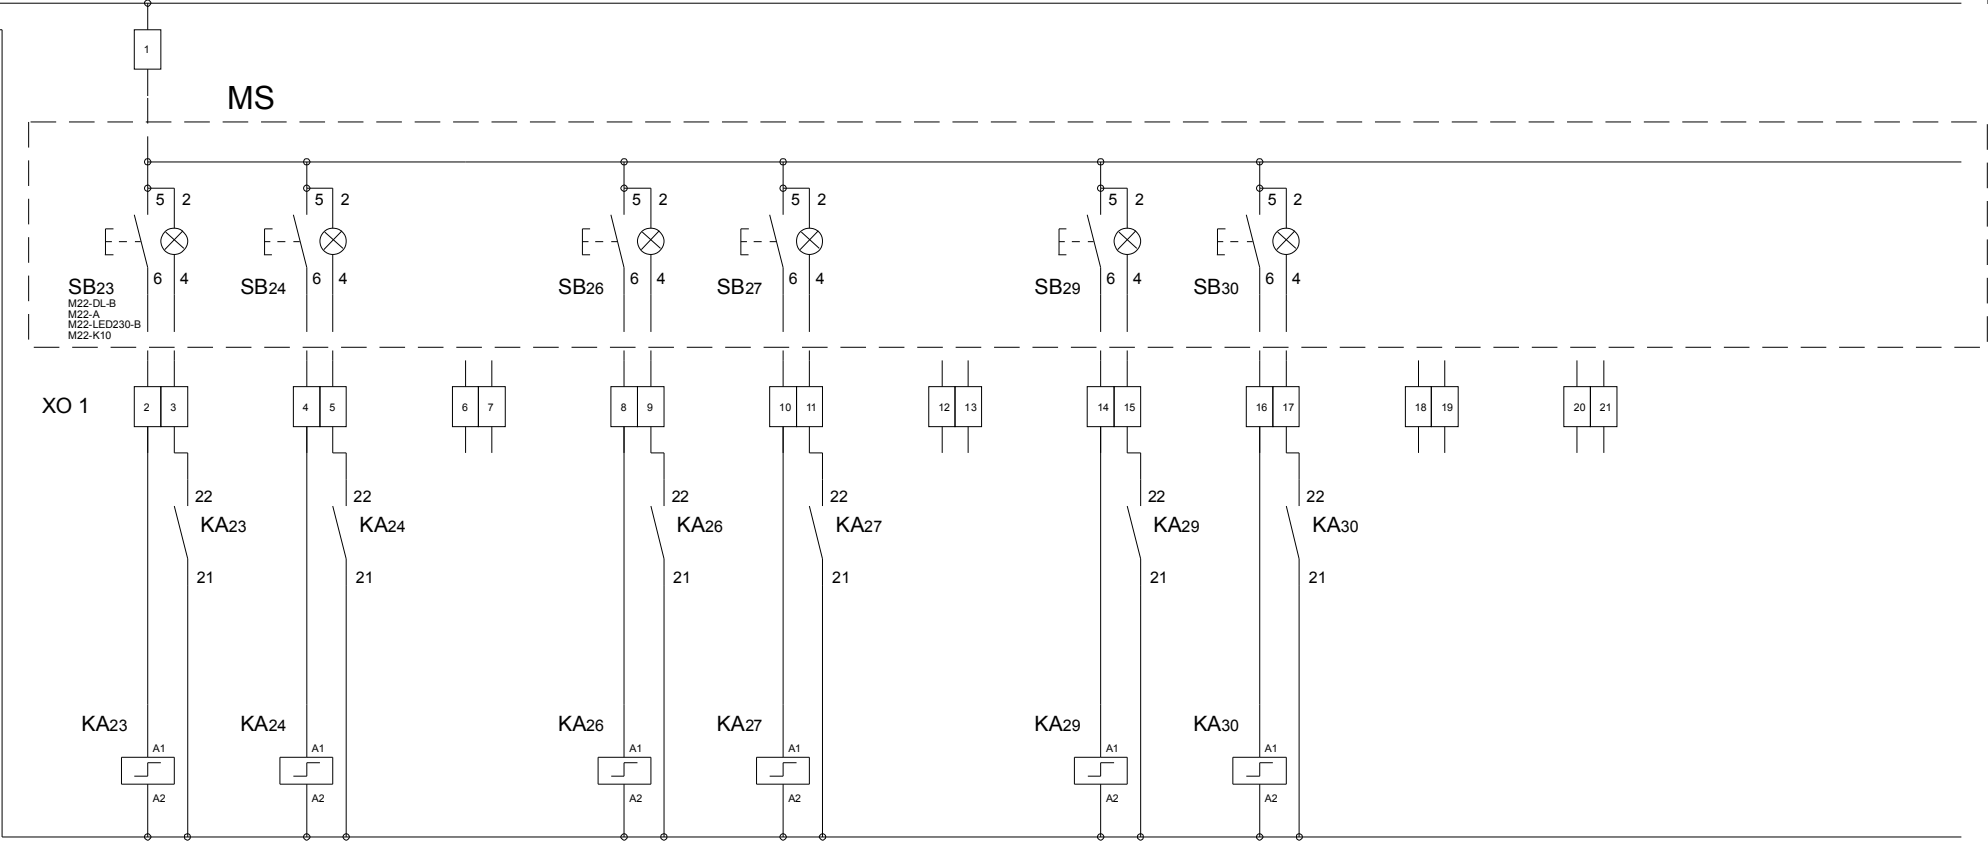 1
MS
5 2 5 2 5 2 5 2 5 2 5 2
6 4 6 4 6 4 6 4 6 4 6 4
SB23 SB24 SB26 SB27 SB29 SB30
M22-DL-B
M22-A
M22-LED230-B
M22-K10
XO 1 2 3 4 5 6 7 8 9 10 11 12 13 14 15 16 17 18 19 20 21
22 22 22 22 22 22
KA23 KA24 KA26 KA27 KA29 KA30
21 21 21 21 21 21
KA23 KA24 KA26 KA27 KA29 KA30
A1 A1 A1 A1 A1 A1
A2 A2 A2 A2 A2 A2